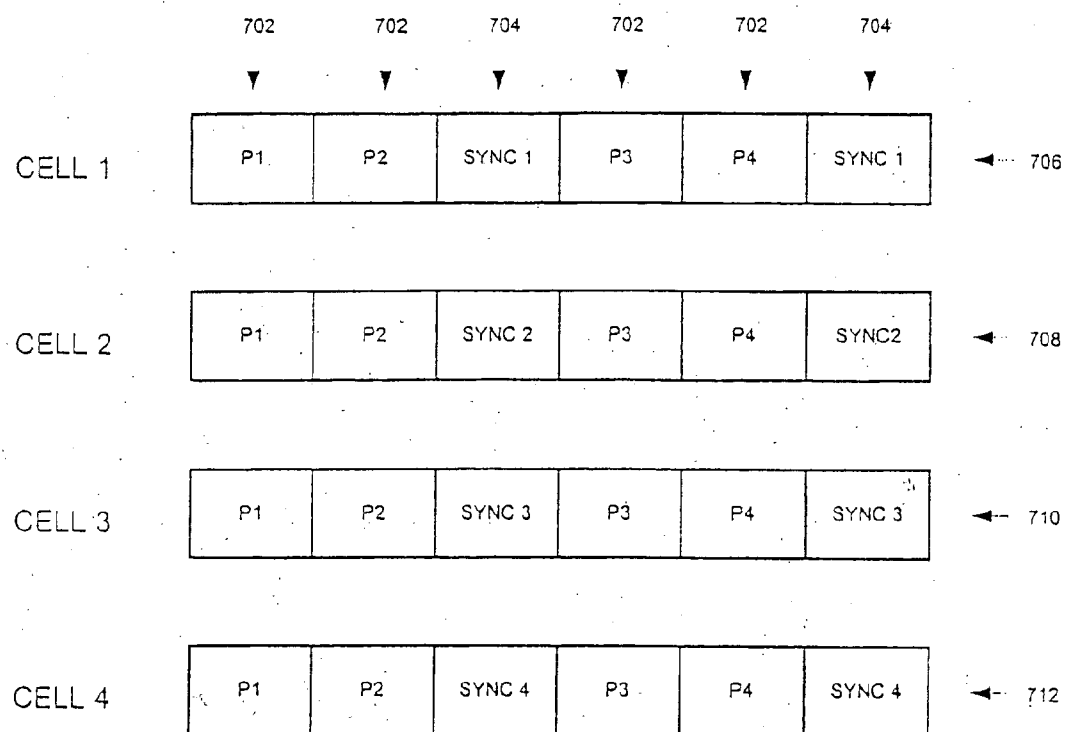 702 702 704 702 702 704
CELL 1 P1 P2 SYNC 1 P3 P4 SYNC 1 706
CELL 2 P1 P2 SYNC 2 P3 P4 SYNC2 708
CELL 3 P1 P2 SYNC 3 P3 P4 SYNC 3 710
CELL 4 P1 P2 SYNC 4 P3 P4 SYNC 4 712